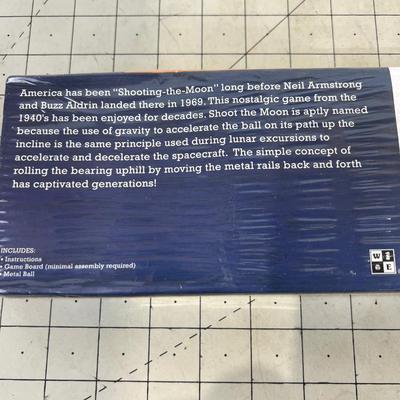 America has been "Shooting-the-Moon" long before Neil Armstrong
and Buzz Aldrin landed there in 1969. This nostalgic game from the
1940's has been enjoyed for decades. Shoot the Moon is aptly named
because the use of gravity to accelerate the ball on its path up the
incline is the same principle used during lunar excursions to
accelerate and decelerate the spacecraft. The simple concept of
rolling the bearing uphill by moving the metal rails back and forth
has captivated generations!
INCLUDES:
• Instructions
• Game Board (minimal assembly required)
• Metal Ball
W
E